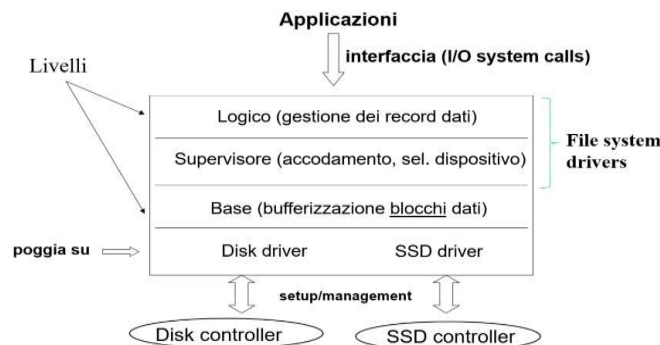 Applicazioni
interfaccia (I/O system calls)
Livelli
Logico (gestione dei record dati)
Supervisore (accodamento, sel. dispositivo)
File system
drivers
Base (bufferizzazione blocchi dati)
poggia su
Disk driver
SSD driver
setup/management
Disk controller
SSD controller